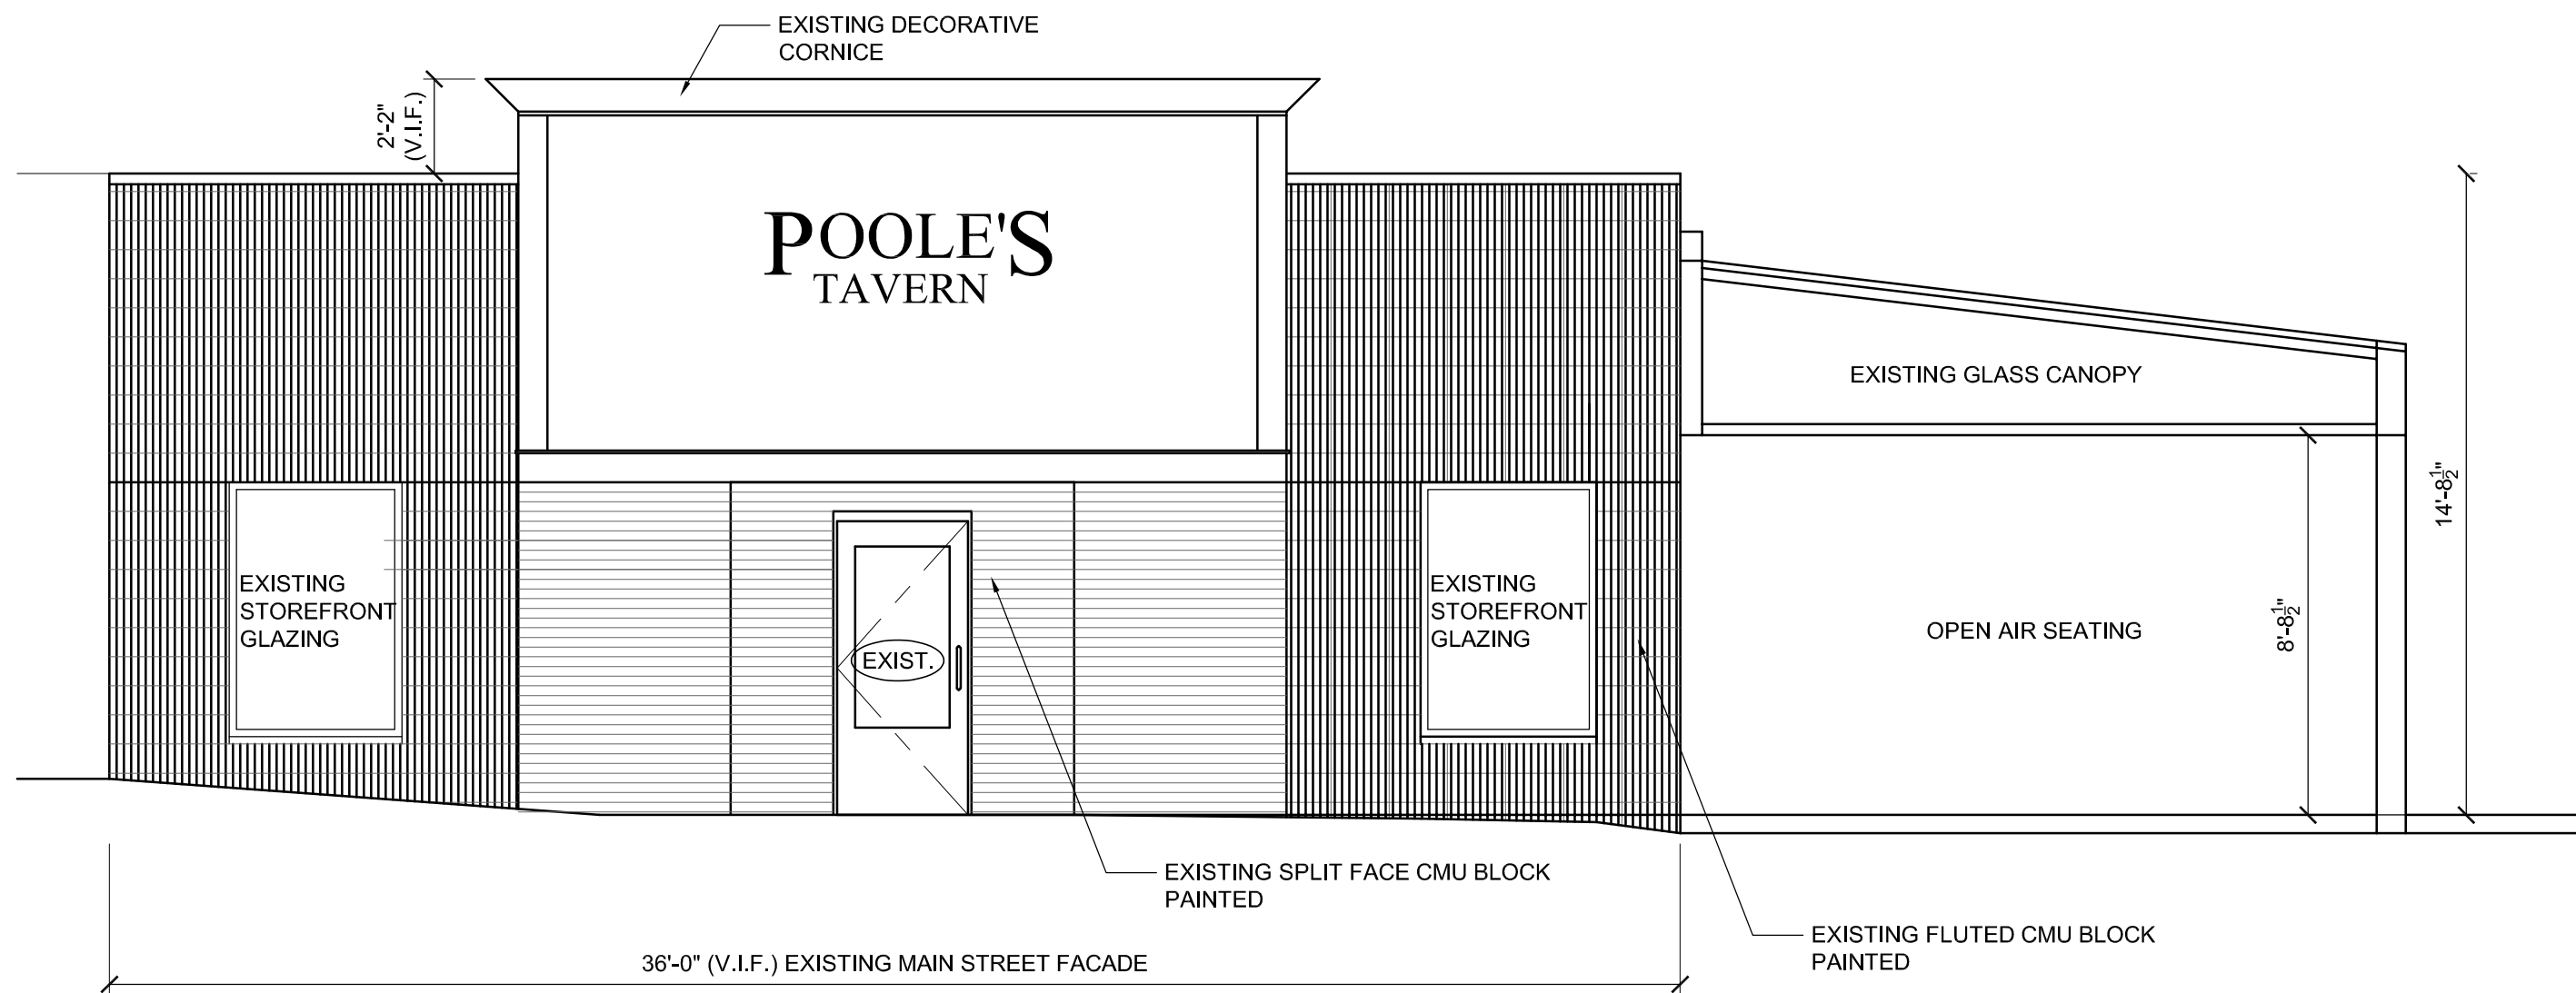 EXISTING DECORATIVE
CORNICE
2'-2"
(V.I.F.)
POOLE'S
TAVERN
EXISTING GLASS CANOPY
14'-8½"
EXISTING
STOREFRONT
GLAZING
EXIST.
EXISTING
STOREFRONT
GLAZING
OPEN AIR SEATING
8'-8½"
EXISTING SPLIT FACE CMU BLOCK
PAINTED
EXISTING FLUTED CMU BLOCK
PAINTED
36'-0" (V.I.F.) EXISTING MAIN STREET FACADE